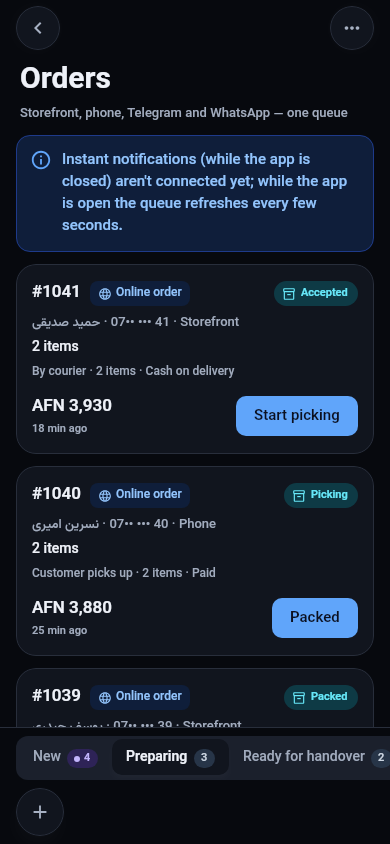 Orders
Storefront, phone, Telegram and WhatsApp — one queue
Instant notifications (while the app is
closed) aren't connected yet; while the app
is open the queue refreshes every few
seconds.
#1041 Online order Accepted
حمید صدیقی · 07•• ••• 41 · Storefront
2 items
By courier · 2 items · Cash on delivery
AFN 3,930
Start picking
18 min ago
#1040 Online order Picking
نسرین امیری · 07•• ••• 40 · Phone
2 items
Customer picks up · 2 items · Paid
AFN 3,880
Packed
25 min ago
#1039 Online order Packed
07•• ••• 39 · Storefront
New 4 Preparing 3 Ready for handover 2